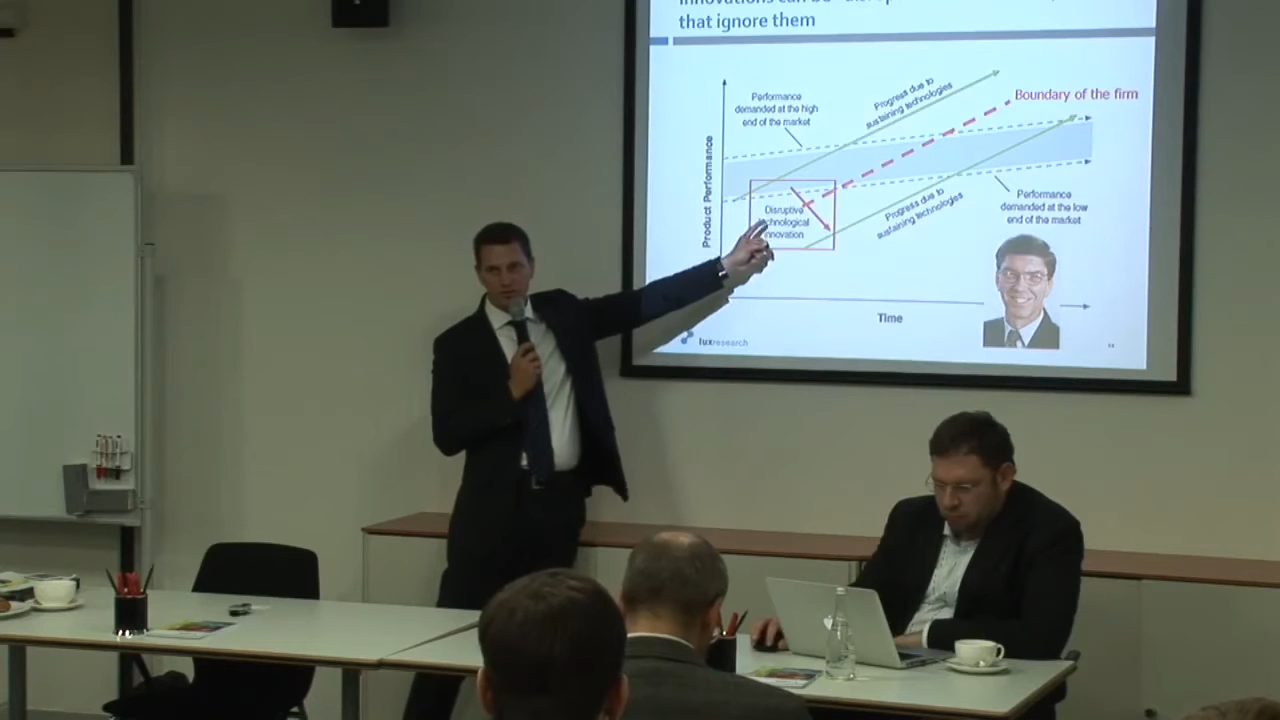 that ignore them
Performance
demanded at the high
end of the market
Progress due to
sustaining technologies
Boundary of the firm
Product Performance
Disruptive
innovation
Progress due to
sustaining technologies
Performance
demanded at the low
end of the market
Time
luxresearch